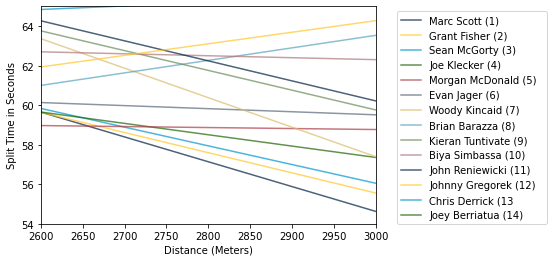 65
64
62
60
58
56
54
2600 2650 2700 2750 2800 2850 2900 2950 3000
Split Time in Seconds
Distance (Meters)
Marc Scott (1)
Grant Fisher (2)
Sean McGorty (3)
Joe Klecker (4)
Morgan McDonald (5)
Evan Jager (6)
Woody Kincaid (7)
Brian Barazza (8)
Kieran Tuntivate (9)
Biya Simbassa (10)
John Reniewicki (11)
Johnny Gregorek (12)
Chris Derrick (13
Joey Berriatua (14)